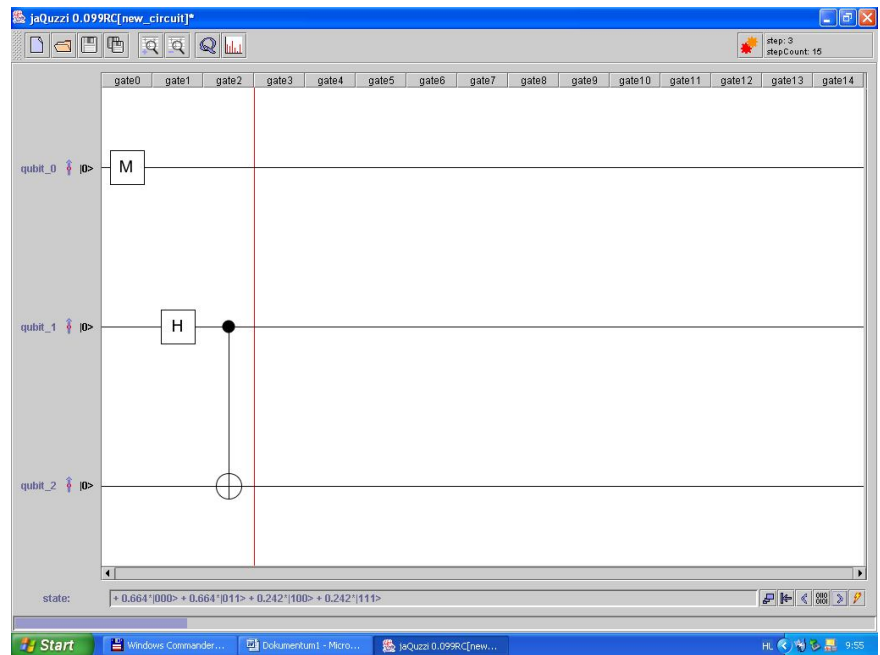 jaQuzzi 0.099RC[new_circuit]*
step: 3
stepCount: 15
gate0 gate1 gate2 gate3 gate4 gate5 gate6 gate7 gate8 gate9 gate10 gate11 gate12 gate13 gate14
qubit_0 |0> M
qubit_1 |0> H
qubit_2 |0>
state: + 0.664*|000> + 0.664*|011> + 0.242*|100> + 0.242*|111>
Start Windows Commander... Dokumentum1 - Micro... jaQuzzi 0.099RC[new... HL 9:55